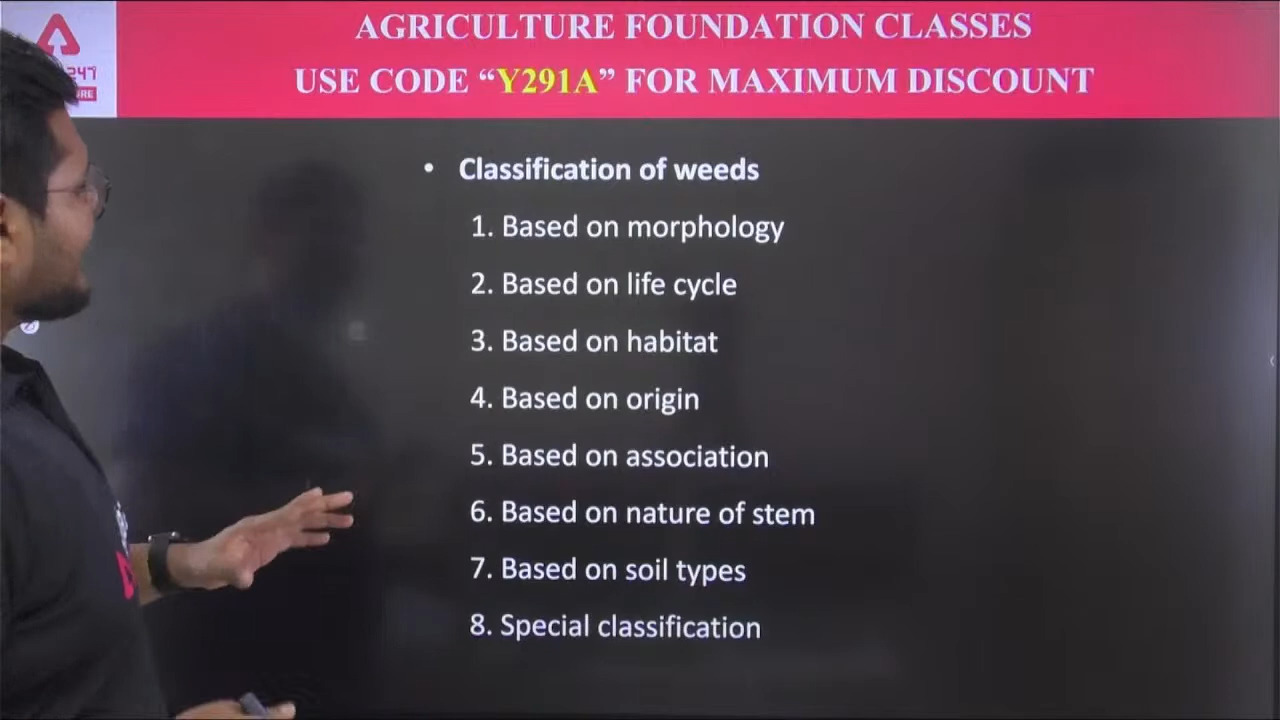 AGRICULTURE FOUNDATION CLASSES
USE CODE “Y291A” FOR MAXIMUM DISCOUNT
247
• Classification of weeds
1. Based on morphology
2. Based on life cycle
3. Based on habitat
4. Based on origin
5. Based on association
6. Based on nature of stem
7. Based on soil types
8. Special classification